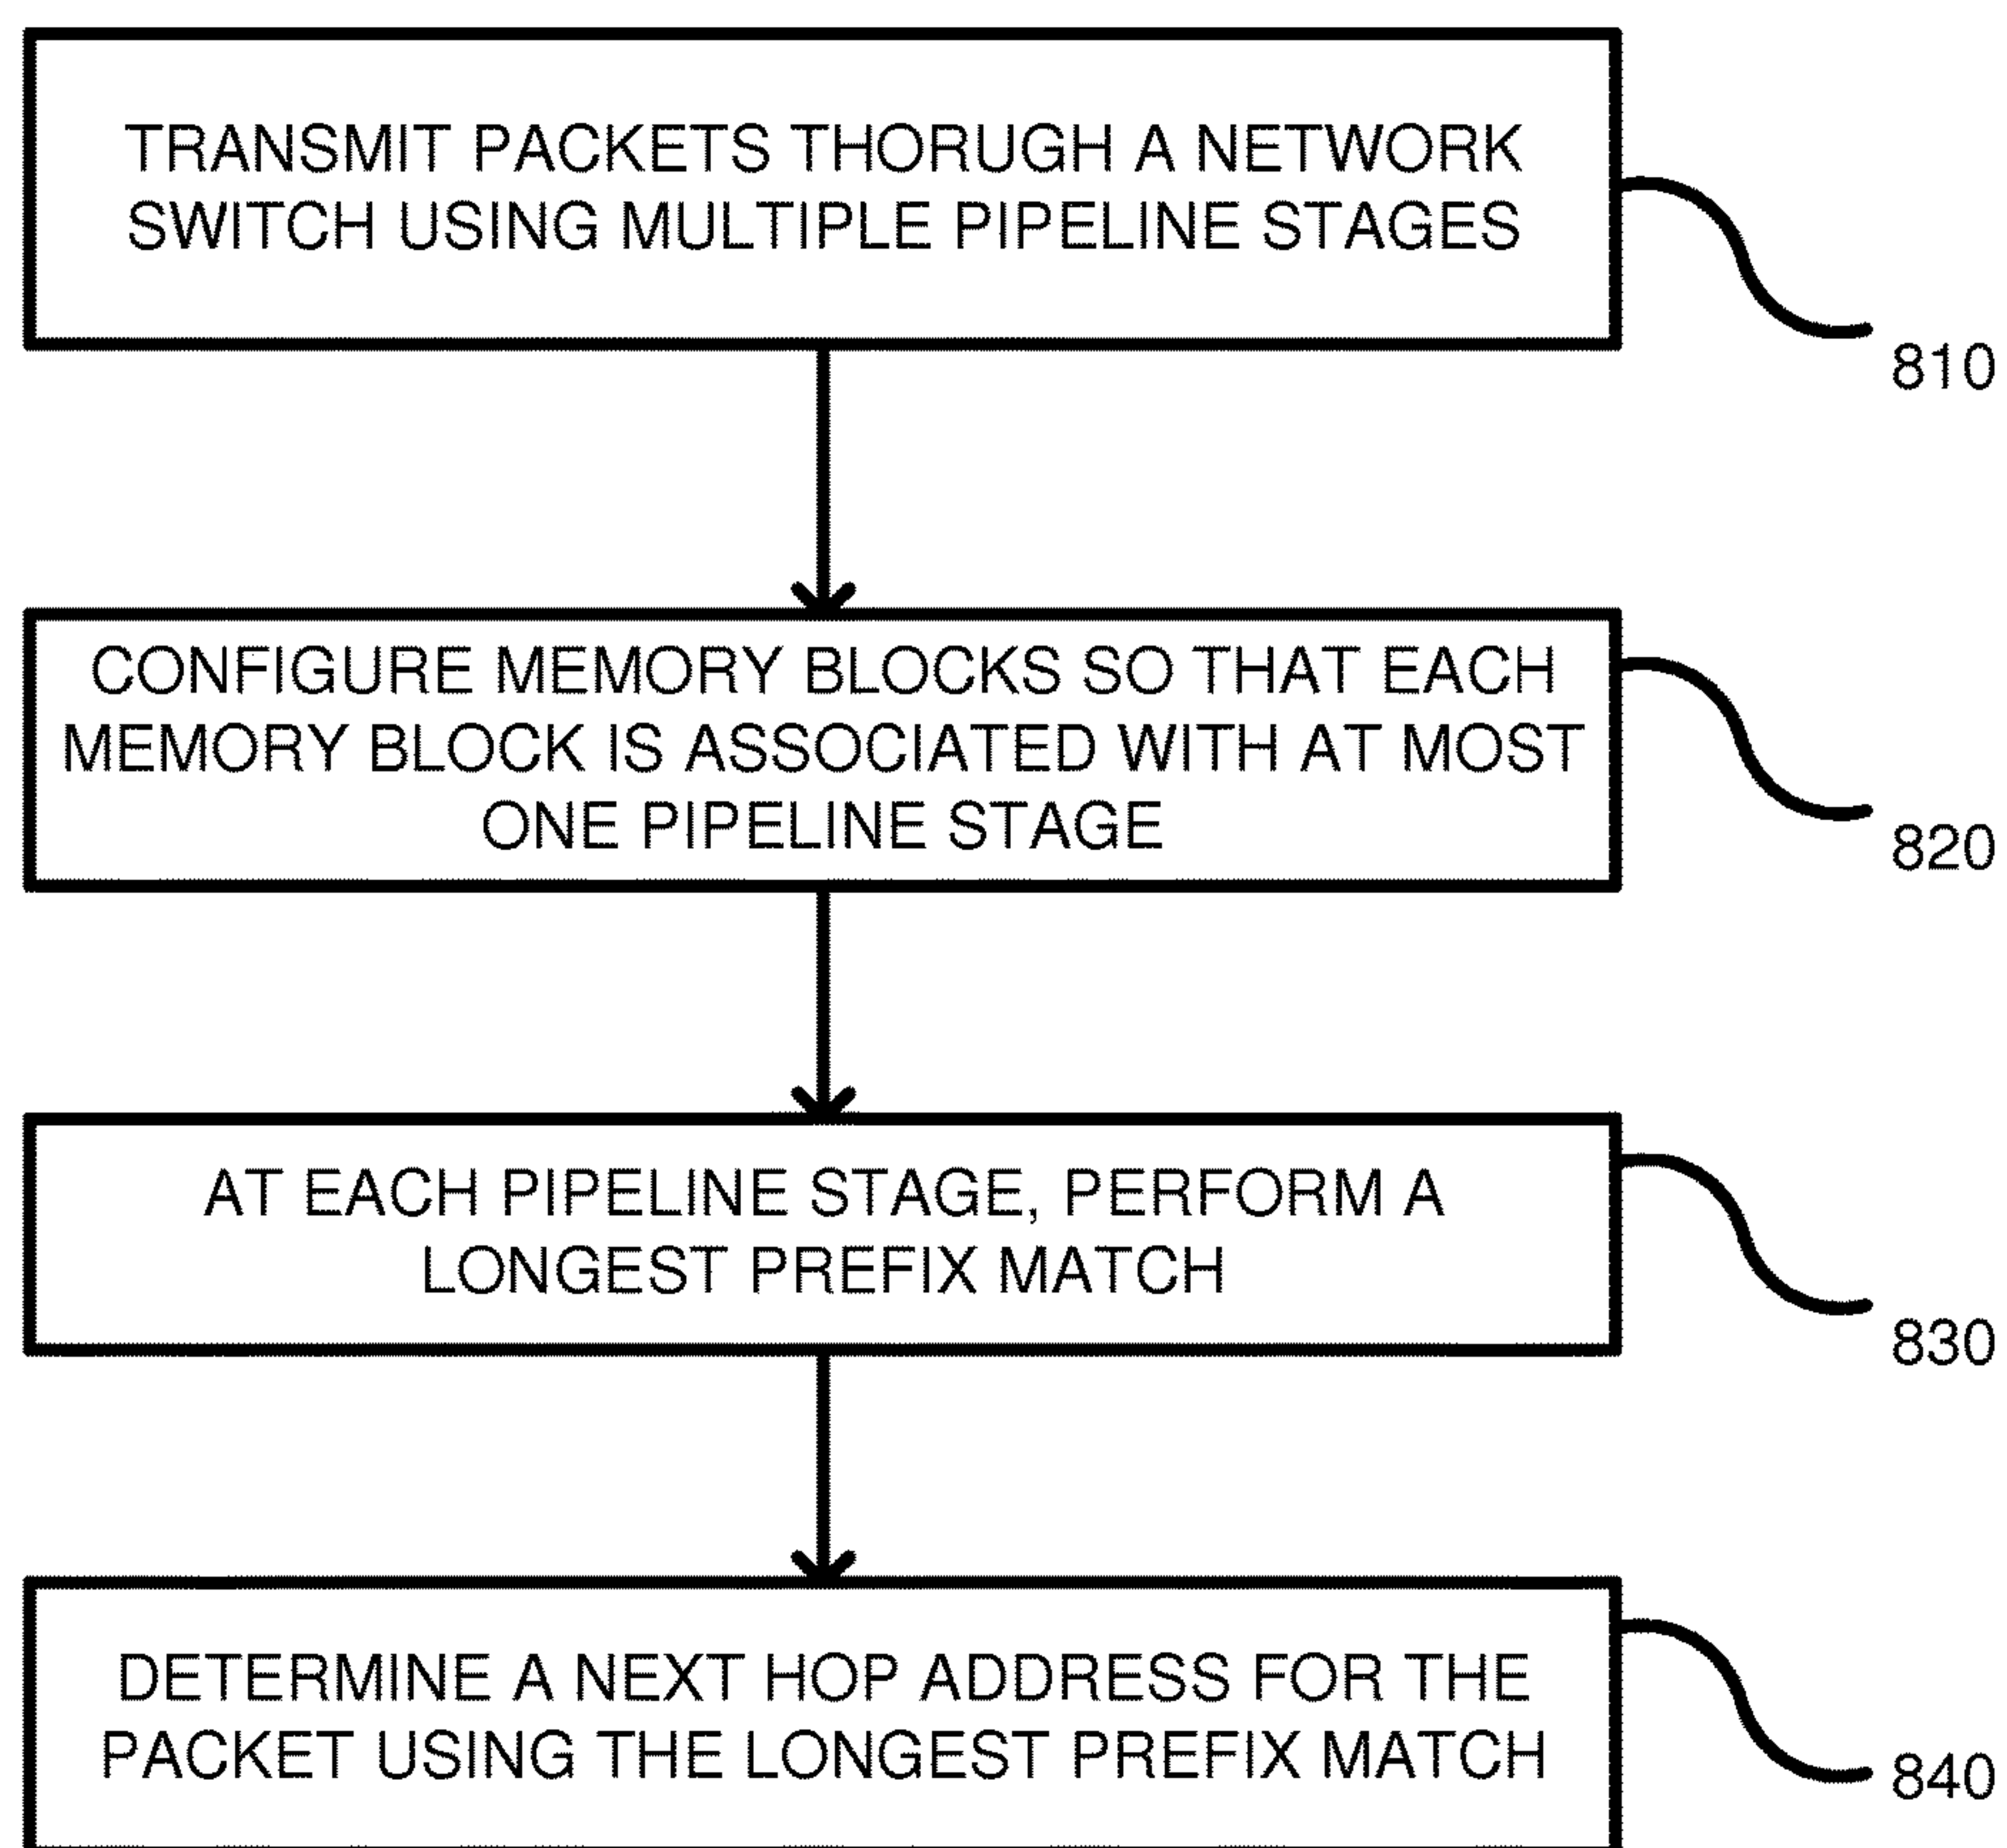 TRANSMIT PACKETS THORUGH A NETWORK
SWITCH USING MULTIPLE PIPELINE STAGES
810
CONFIGURE MEMORY BLOCKS SO THAT EACH
MEMORY BLOCK IS ASSOCIATED WITH AT MOST
ONE PIPELINE STAGE
820
AT EACH PIPELINE STAGE, PERFORM A
LONGEST PREFIX MATCH
830
DETERMINE A NEXT HOP ADDRESS FOR THE
PACKET USING THE LONGEST PREFIX MATCH
840